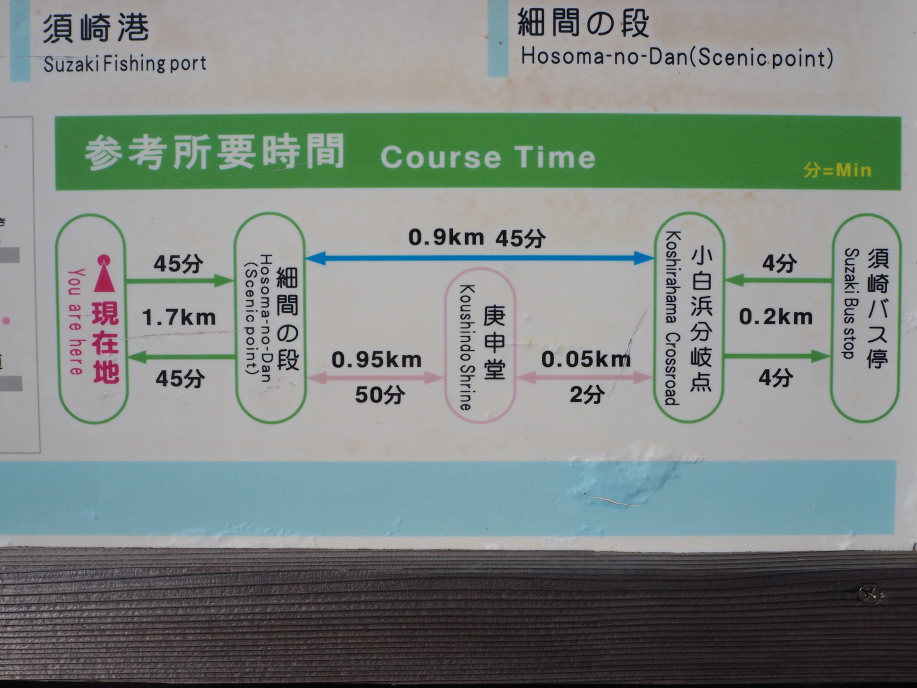 須崎港
Suzaki Fishing port
細間の段
Hosoma-no-Dan(Scenic point)
参考所要時間 Course Time
分=Min
現在地
You are here
45分
1.7km
45分
細間の段
Hosoma-no-Dan
(Scenic point)
0.9km 45分
0.95km
50分
庚申堂
Koushindo Shrine
0.05km
2分
小白浜分岐点
Koshirahama Crossroad
4分
0.2km
4分
須崎バス停
Suzaki Bus stop